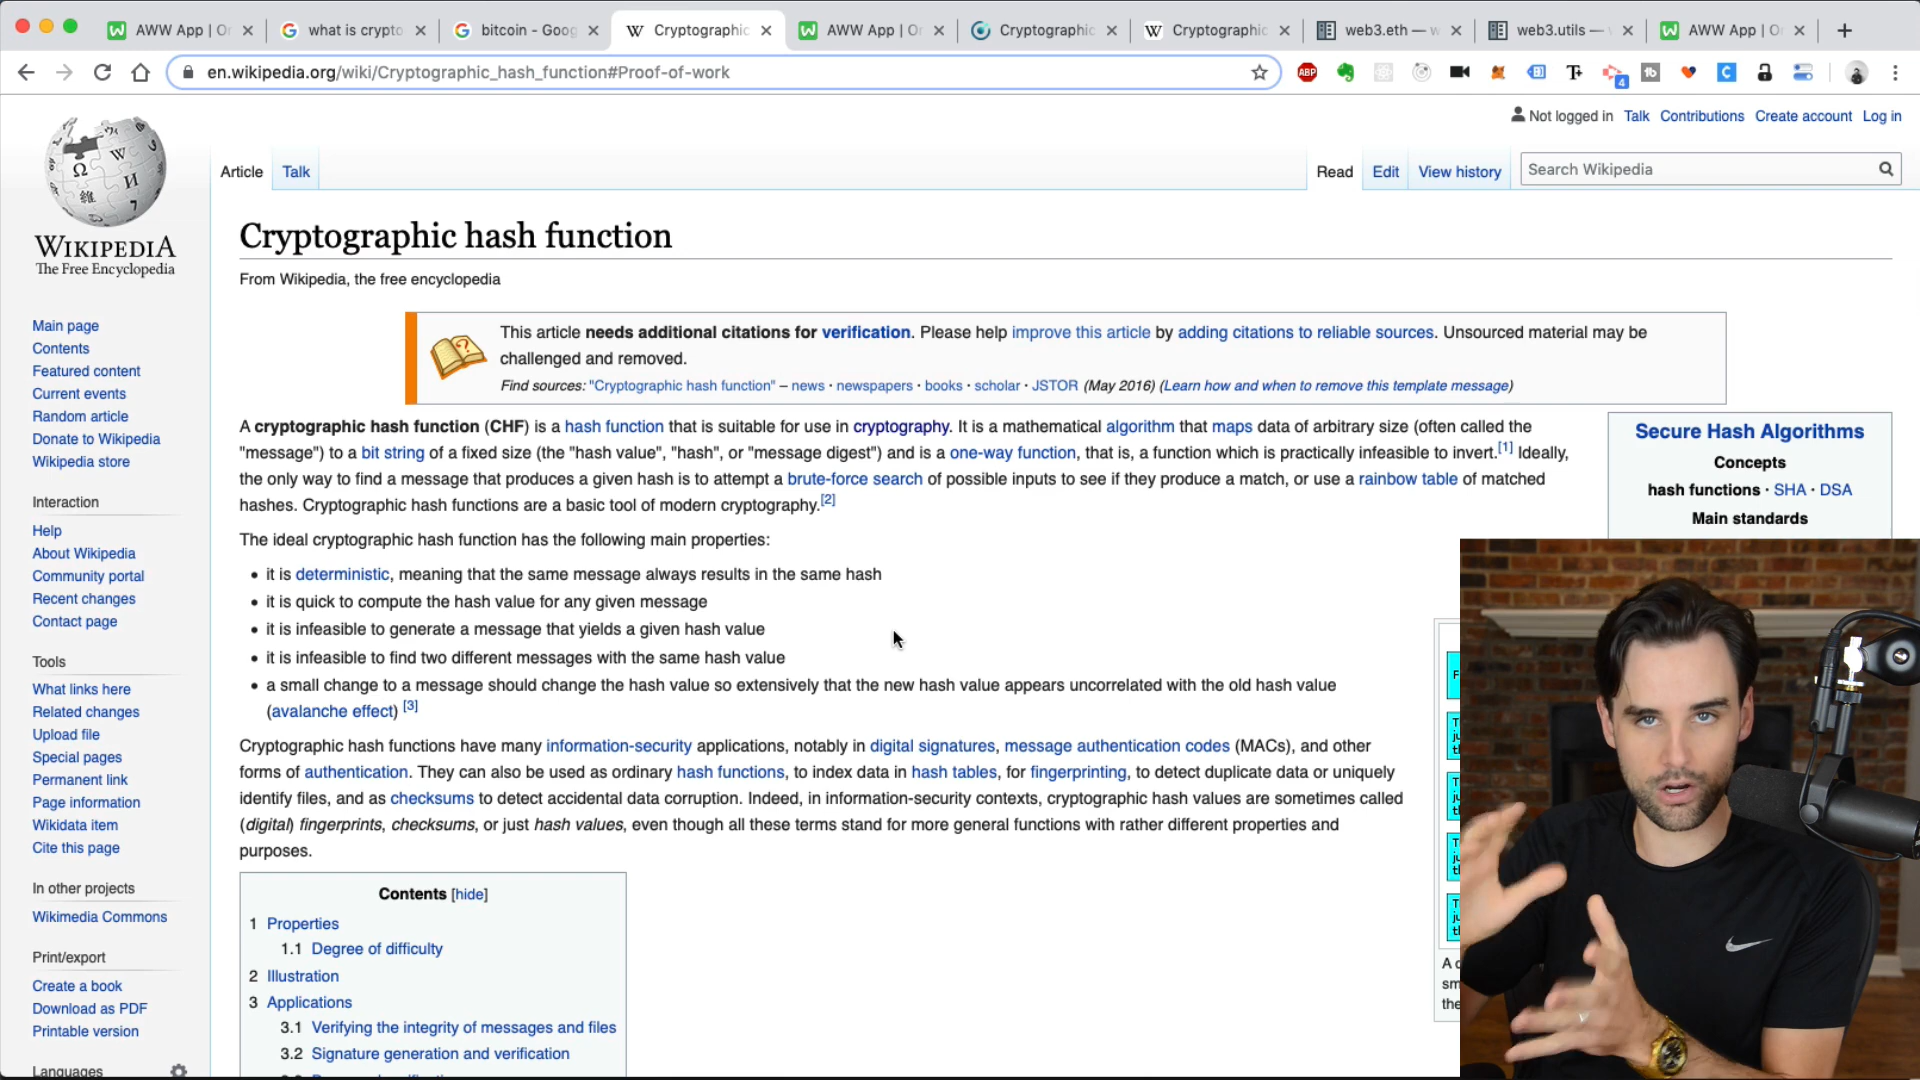 AWW App | O
what is crypto
bitcoin - Goog
Cryptographic
AWW App | O
Cryptographic
Cryptographic
web3.eth — w
web3.utils —
AWW App | O
en.wikipedia.org/wiki/Cryptographic_hash_function#Proof-of-work
ABP
4
Not logged in Talk Contributions Create account Log in
Article Talk
Read Edit View history
Search Wikipedia
WIKIPEDIA
The Free Encyclopedia
Main page
Contents
Featured content
Current events
Random article
Donate to Wikipedia
Wikipedia store
Interaction
Help
About Wikipedia
Community portal
Recent changes
Contact page
Tools
What links here
Related changes
Upload file
Special pages
Permanent link
Page information
Wikidata item
Cite this page
In other projects
Wikimedia Commons
Print/export
Create a book
Download as PDF
Printable version
Languages
Cryptographic hash function
From Wikipedia, the free encyclopedia
This article needs additional citations for verification. Please help improve this article by adding citations to reliable sources. Unsourced material may be
challenged and removed.
Find sources: "Cryptographic hash function" – news · newspapers · books · scholar · JSTOR (May 2016) (Learn how and when to remove this template message)
A cryptographic hash function (CHF) is a hash function that is suitable for use in cryptography. It is a mathematical algorithm that maps data of arbitrary size (often called the
"message") to a bit string of a fixed size (the "hash value", "hash", or "message digest") and is a one-way function, that is, a function which is practically infeasible to invert.[1] Ideally,
the only way to find a message that produces a given hash is to attempt a brute-force search of possible inputs to see if they produce a match, or use a rainbow table of matched
hashes. Cryptographic hash functions are a basic tool of modern cryptography.[2]
The ideal cryptographic hash function has the following main properties:
• it is deterministic, meaning that the same message always results in the same hash
• it is quick to compute the hash value for any given message
• it is infeasible to generate a message that yields a given hash value
• it is infeasible to find two different messages with the same hash value
• a small change to a message should change the hash value so extensively that the new hash value appears uncorrelated with the old hash value
(avalanche effect) [3]
Cryptographic hash functions have many information-security applications, notably in digital signatures, message authentication codes (MACs), and other
forms of authentication. They can also be used as ordinary hash functions, to index data in hash tables, for fingerprinting, to detect duplicate data or uniquely
identify files, and as checksums to detect accidental data corruption. Indeed, in information-security contexts, cryptographic hash values are sometimes called
(digital) fingerprints, checksums, or just hash values, even though all these terms stand for more general functions with rather different properties and
purposes.
Contents [hide]
1 Properties
1.1 Degree of difficulty
2 Illustration
3 Applications
3.1 Verifying the integrity of messages and files
3.2 Signature generation and verification
Secure Hash Algorithms
Concepts
hash functions · SHA · DSA
Main standards